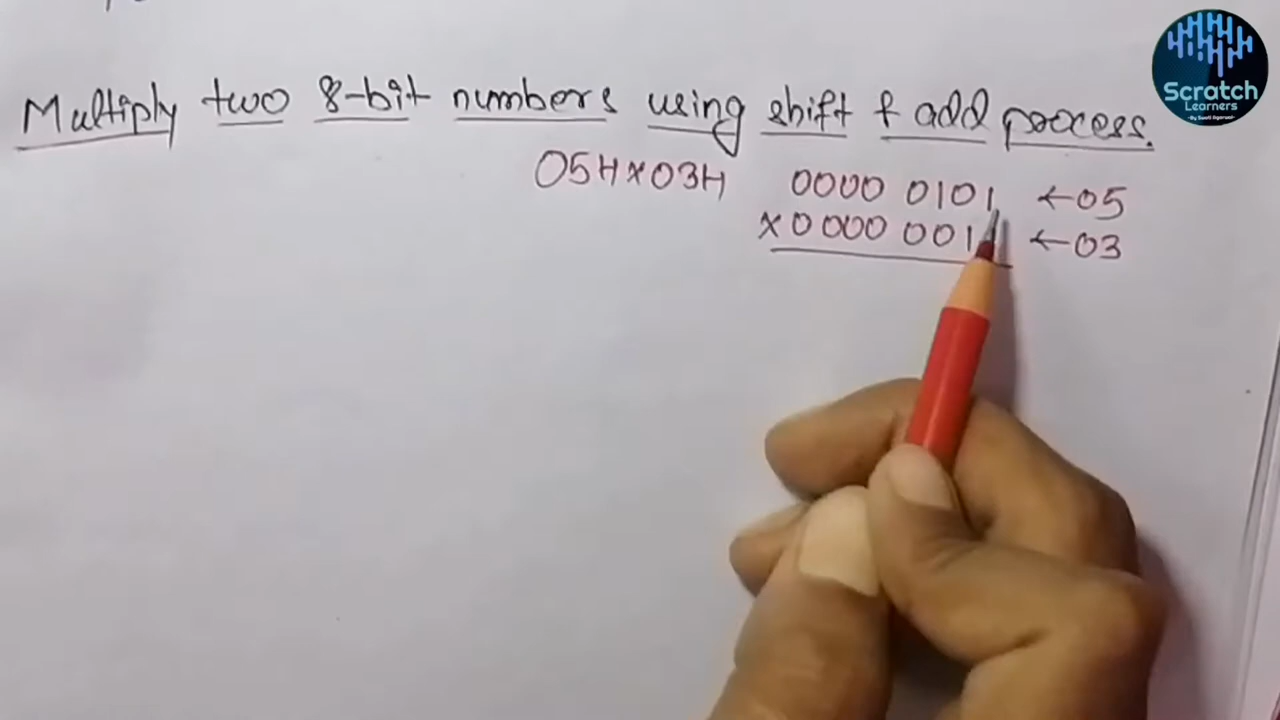 Multiply two 8-bit numbers using shift & add process.
05H×03H 0000 0101 ←05
×0000 0011 ←03
Scratch
Learners